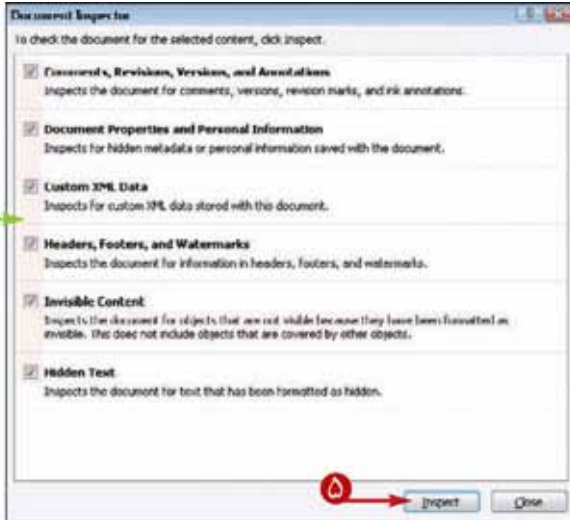 Document Inspector
To check the document for the selected content, click Inspect.
Comments, Revisions, Versions, and Annotations
Inspects the document for comments, versions, revision marks, and ink annotations.
Document Properties and Personal Information
Inspects for hidden metadata or personal information saved with the document.
Custom XML Data
Inspects for custom XML data stored with this document.
Headers, Footers, and Watermarks
Inspects the document for information in headers, footers, and watermarks.
Invisible Content
Inspects the document for objects that are not visible because they have been formatted as
invisible. This does not include objects that are covered by other objects.
Hidden Text
Inspects the document for text that has been formatted as hidden.
۵
Inspect
Close